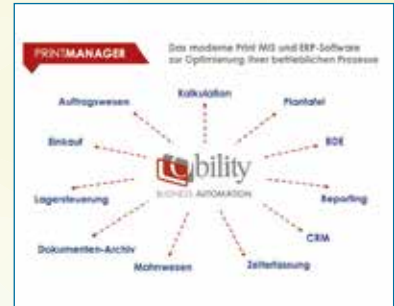 PRINTMANAGER
Das moderne Print MIS und ERP-Software
zur Optimierung Ihrer betrieblichen Prozesse
Kalkulation
Auftragswesen
Plantafel
Einkauf
BDE
bility
BUSINESS AUTOMATION
Lagersteuerung
Reporting
CRM
Dokumenten-Archiv
Mahnwesen
Zeiterfassung